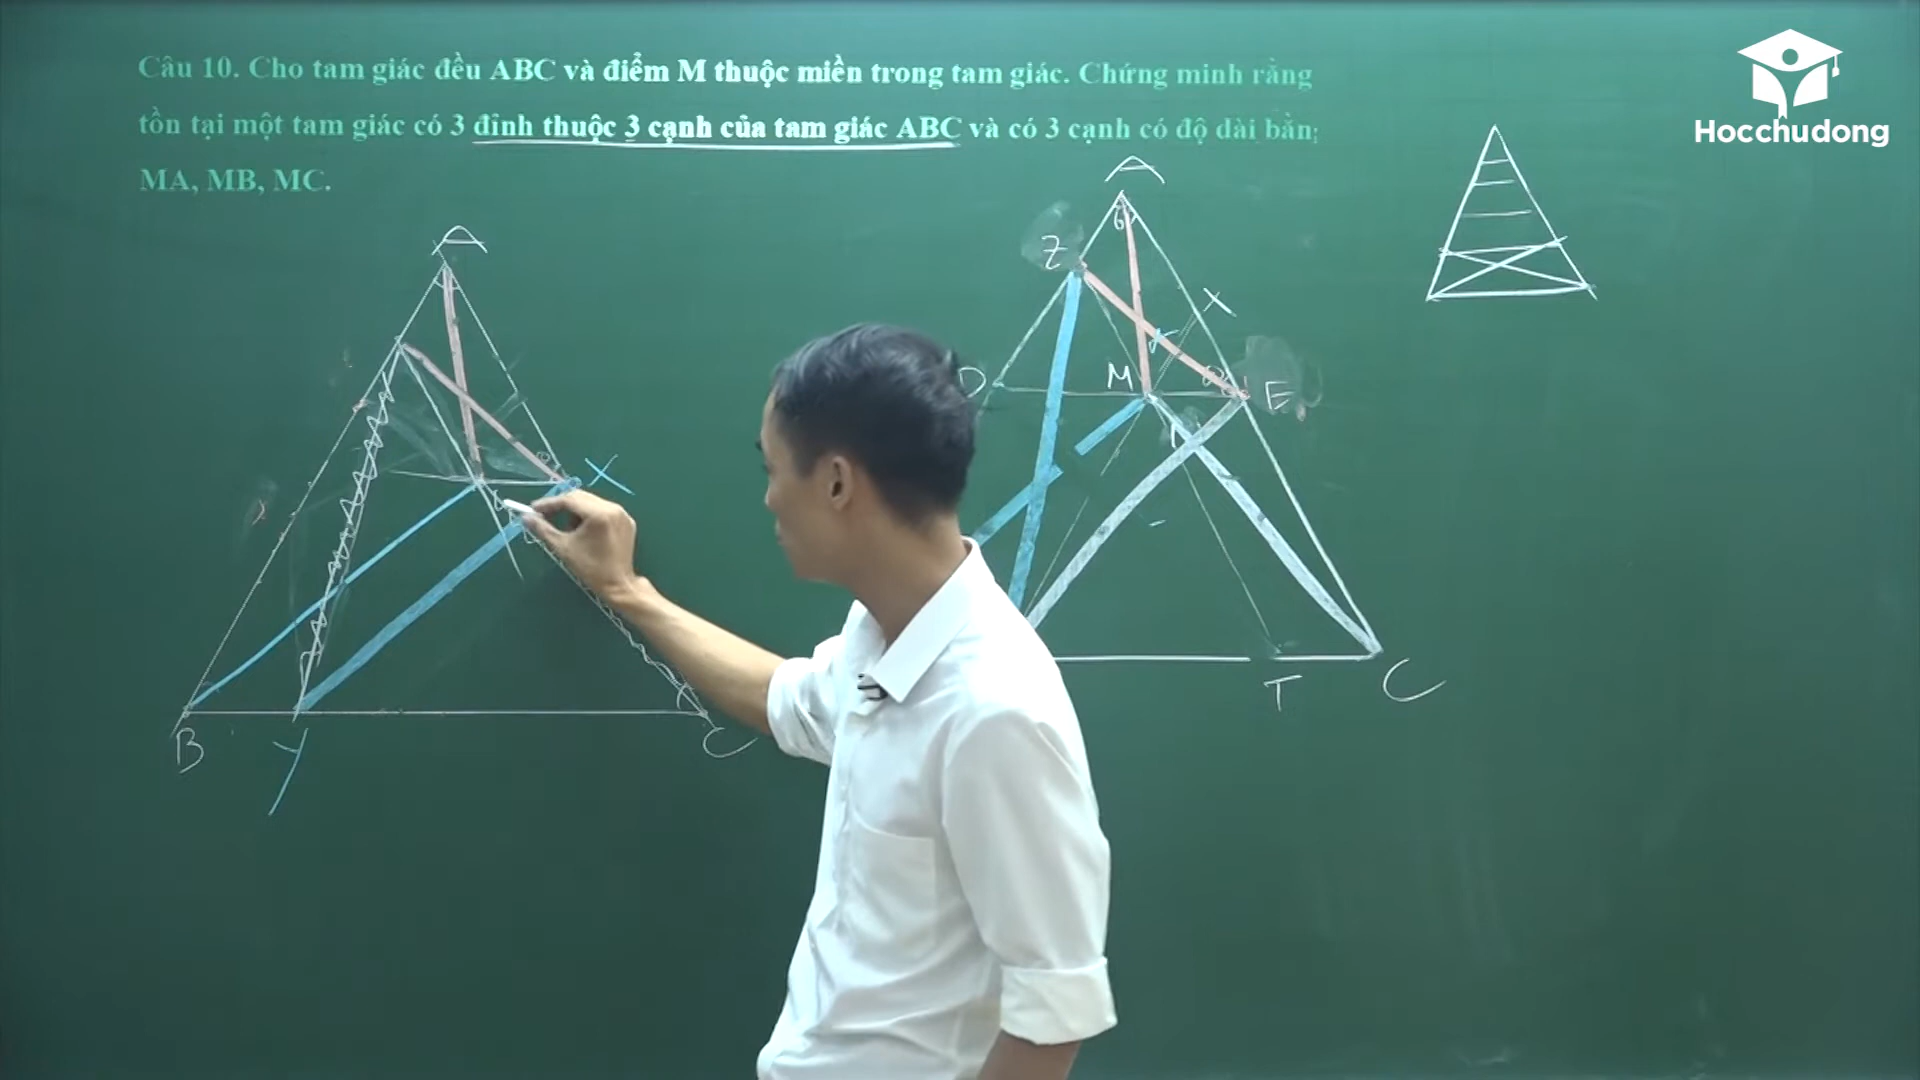 Câu 10. Cho tam giác đều ABC và điểm M thuộc miền trong tam giác. Chứng minh rằng
tồn tại một tam giác có 3 đỉnh thuộc 3 cạnh của tam giác ABC và có 3 cạnh có độ dài bằng
MA, MB, MC.
Hocchudong
A
A
Z
X
D
M
E
X
T
C
B
Y
C